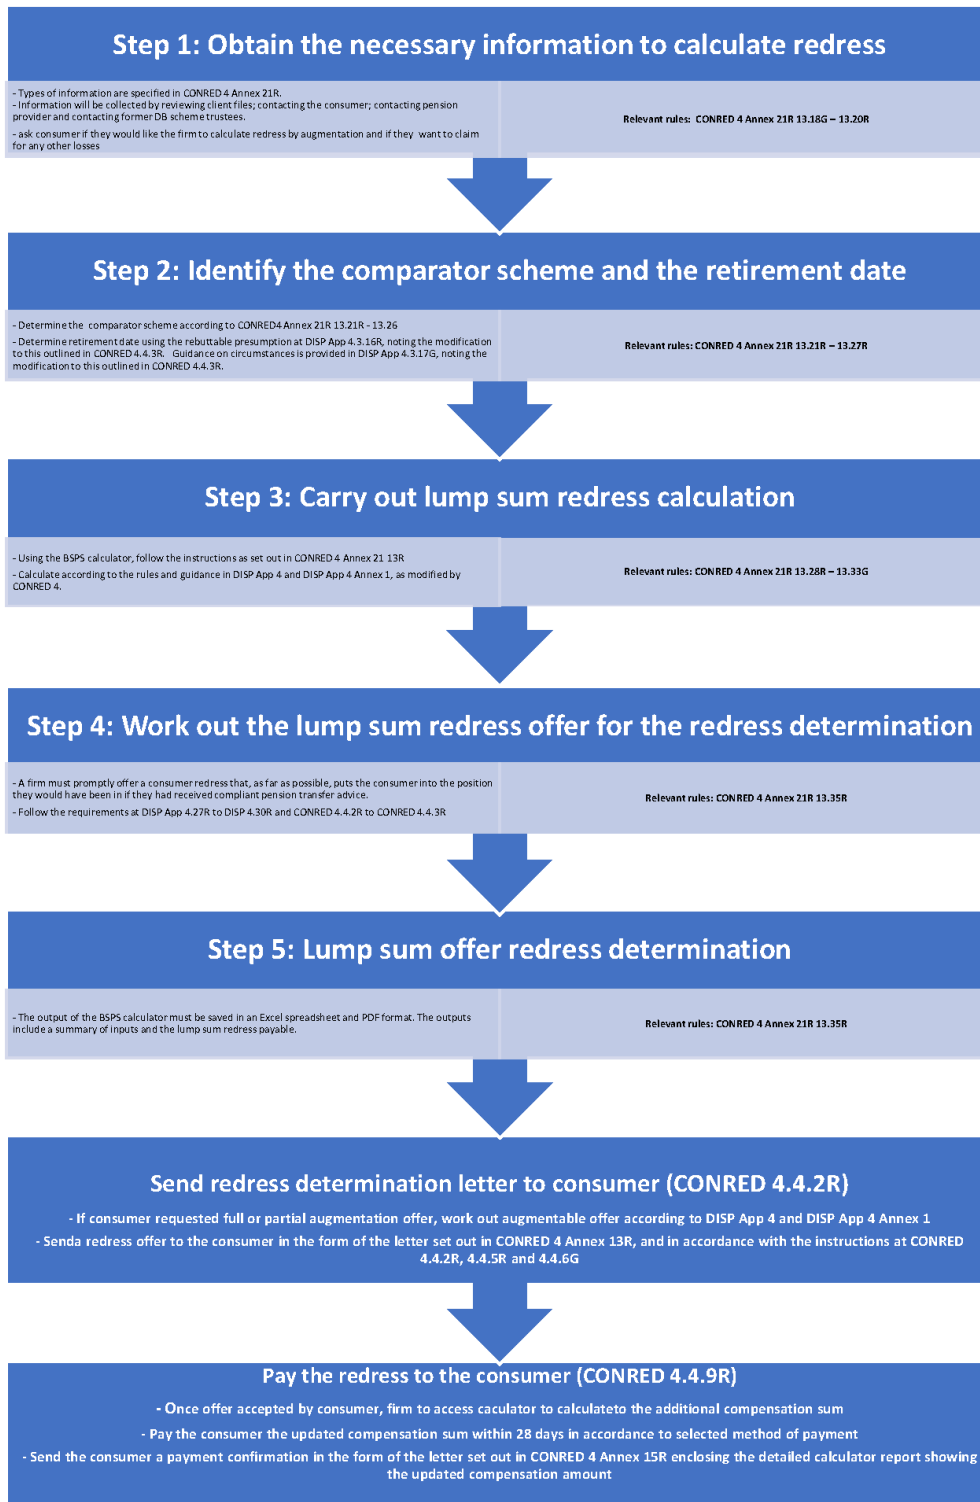 Step 1: Obtain the necessary information to calculate redress
- Types of information are specified in CONRED 4 Annex 21R.
- Information will be collected by reviewing client files; contacting the consumer; contacting pension
provider and contacting former DB scheme trustees.
- ask consumer if they would like the firm to calculate redress by augmentation and if they want to claim
for any other losses
Relevant rules: CONRED 4 Annex 21R 13.18G – 13.20R
Step 2: Identify the comparator scheme and the retirement date
- Determine the comparator scheme according to CONRED4 Annex 21R 13.21R - 13.26
- Determine retirement date using the rebuttable presumption at DISP App 4.3.16R, noting the modification
to this outlined in CONRED 4.4.3R. Guidance on circumstances is provided in DISP App 4.3.17G, noting the
modification to this outlined in CONRED 4.4.3R.
Relevant rules: CONRED 4 Annex 21R 13.21R – 13.27R
Step 3: Carry out lump sum redress calculation
- Using the BSPS calculator, follow the instructions as set out in CONRED 4 Annex 21 13R
- Calculate according to the rules and guidance in DISP App 4 and DISP App 4 Annex 1, as modified by
CONRED 4.
Relevant rules: CONRED 4 Annex 21R 13.28R – 13.33G
Step 4: Work out the lump sum redress offer for the redress determination
- A firm must promptly offer a consumer redress that, as far as possible, puts the consumer into the position
they would have been in if they had received compliant pension transfer advice.
- Follow the requirements at DISP App 4.27R to DISP 4.30R and CONRED 4.4.2R to CONRED 4.4.3R
Relevant rules: CONRED 4 Annex 21R 13.35R
Step 5: Lump sum offer redress determination
- The output of the BSPS calculator must be saved in an Excel spreadsheet and PDF format. The outputs
include a summary of inputs and the lump sum redress payable.
Relevant rules: CONRED 4 Annex 21R 13.35R
Send redress determination letter to consumer (CONRED 4.4.2R)
- If consumer requested full or partial augmentation offer, work out augmentable offer according to DISP App 4 and DISP App 4 Annex 1
- Senda redress offer to the consumer in the form of the letter set out in CONRED 4 Annex 13R, and in accordance with the instructions at CONRED
4.4.2R, 4.4.5R and 4.4.6G
Pay the redress to the consumer (CONRED 4.4.9R)
- Once offer accepted by consumer, firm to access caculator to calculateto the additional compensation sum
- Pay the consumer the updated compensation sum within 28 days in accordance to selected method of payment
- Send the consumer a payment confirmation in the form of the letter set out in CONRED 4 Annex 15R enclosing the detailed calculator report showing
the updated compensation amount